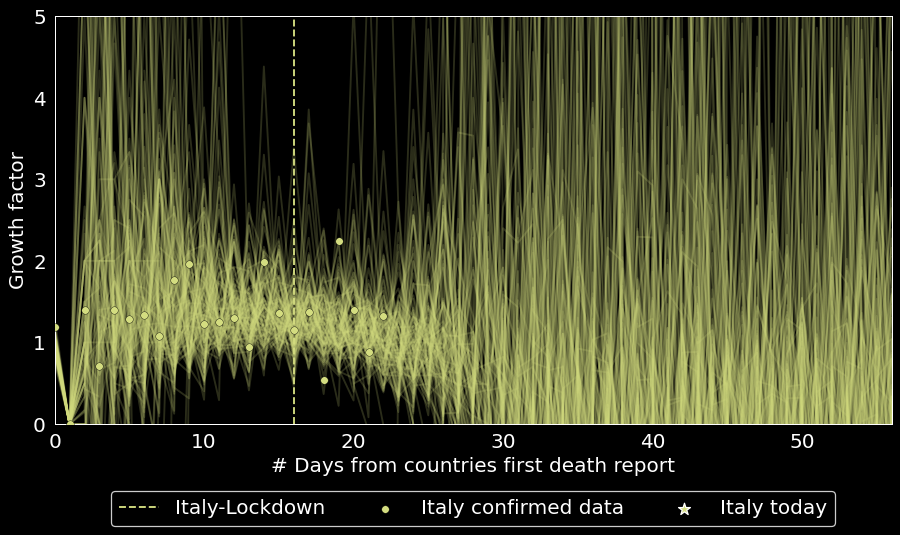 5
4
3
2
1
0
Growth factor
0 10 20 30 40 50
# Days from countries first death report
Italy-Lockdown Italy confirmed data Italy today